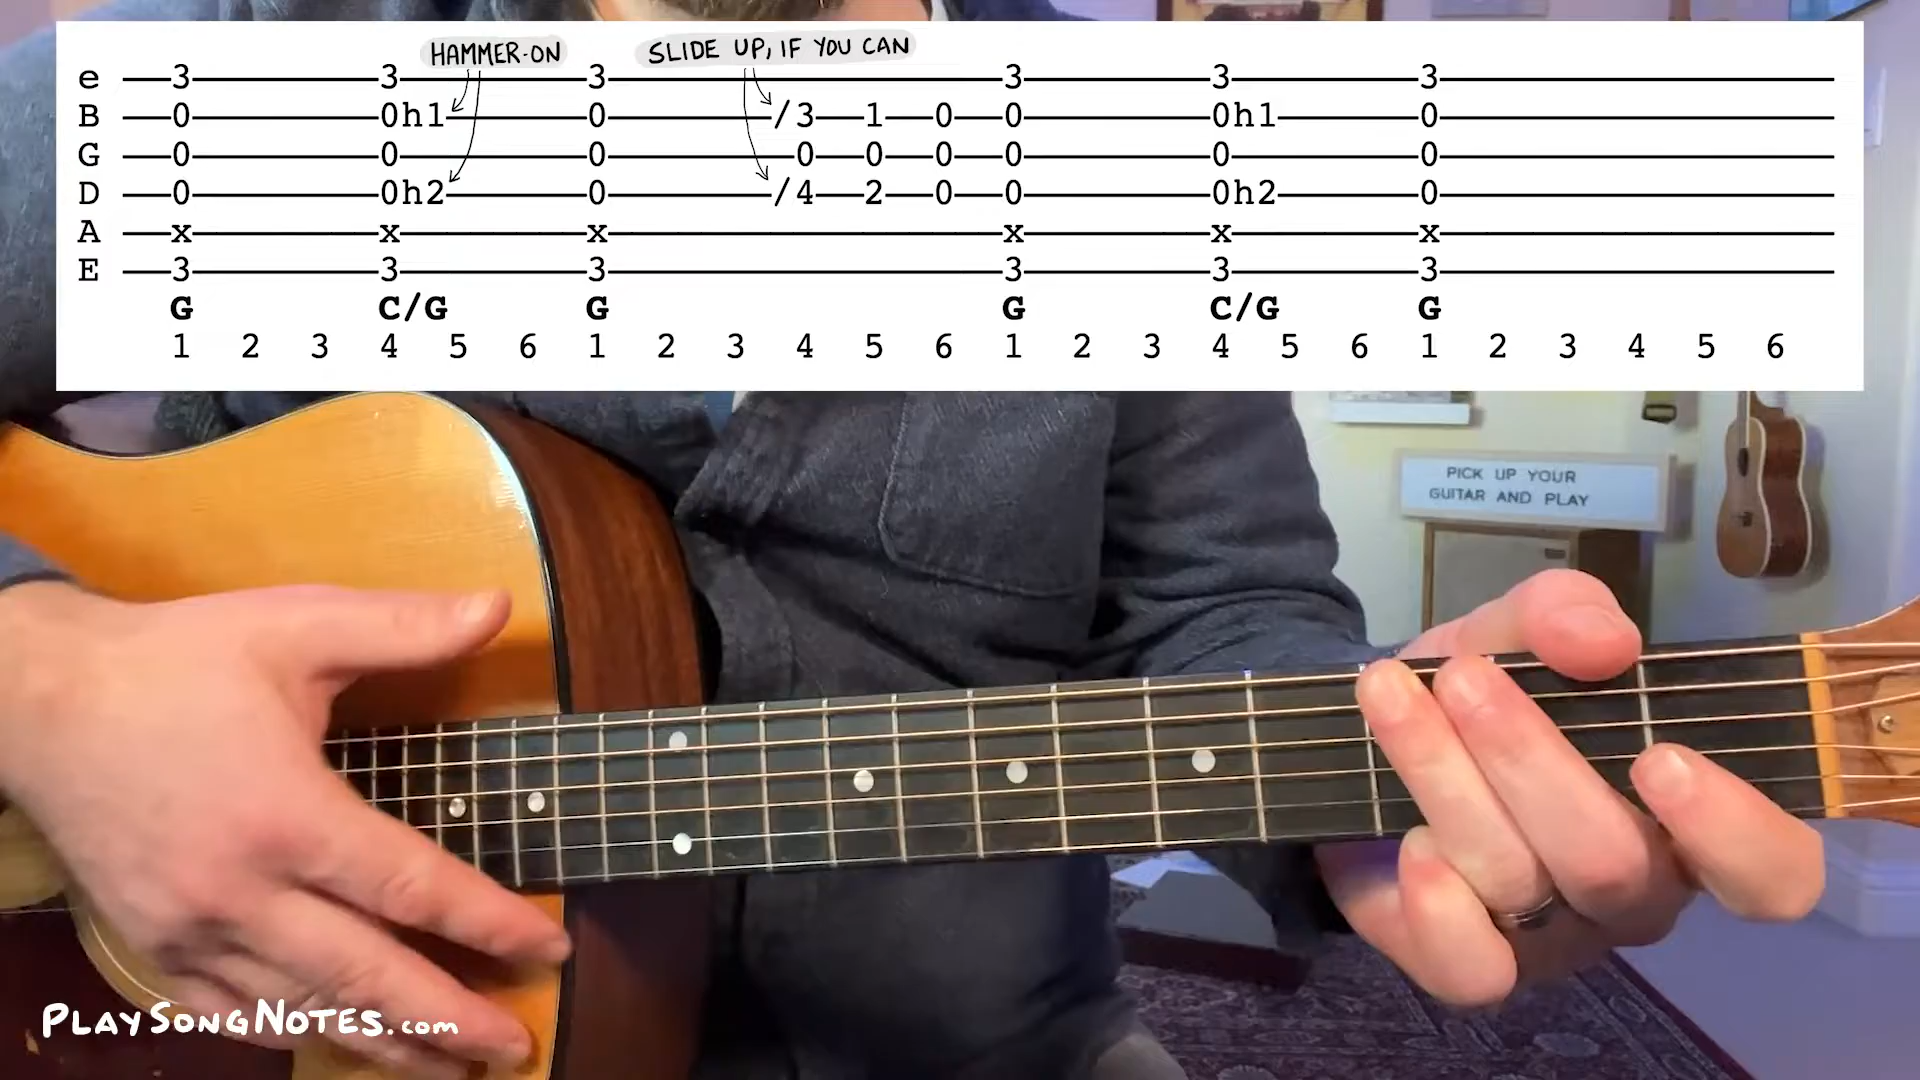 HAMMER-ON SLIDE UP, IF YOU CAN
e 3 3 3 3 3 3
B 0 0h1 0 /3 1 0 0 0h1 0
G 0 0 0 0 0 0 0 0 0
D 0 0h2 0 /4 2 0 0 0h2 0
A x x x x x x
E 3 3 3 3 3 3
G C/G G G C/G G
1 2 3 4 5 6 1 2 3 4 5 6 1 2 3 4 5 6 1 2 3 4 5 6
PICK UP YOUR
GUITAR AND PLAY
PLAYSONGNOTES.COM